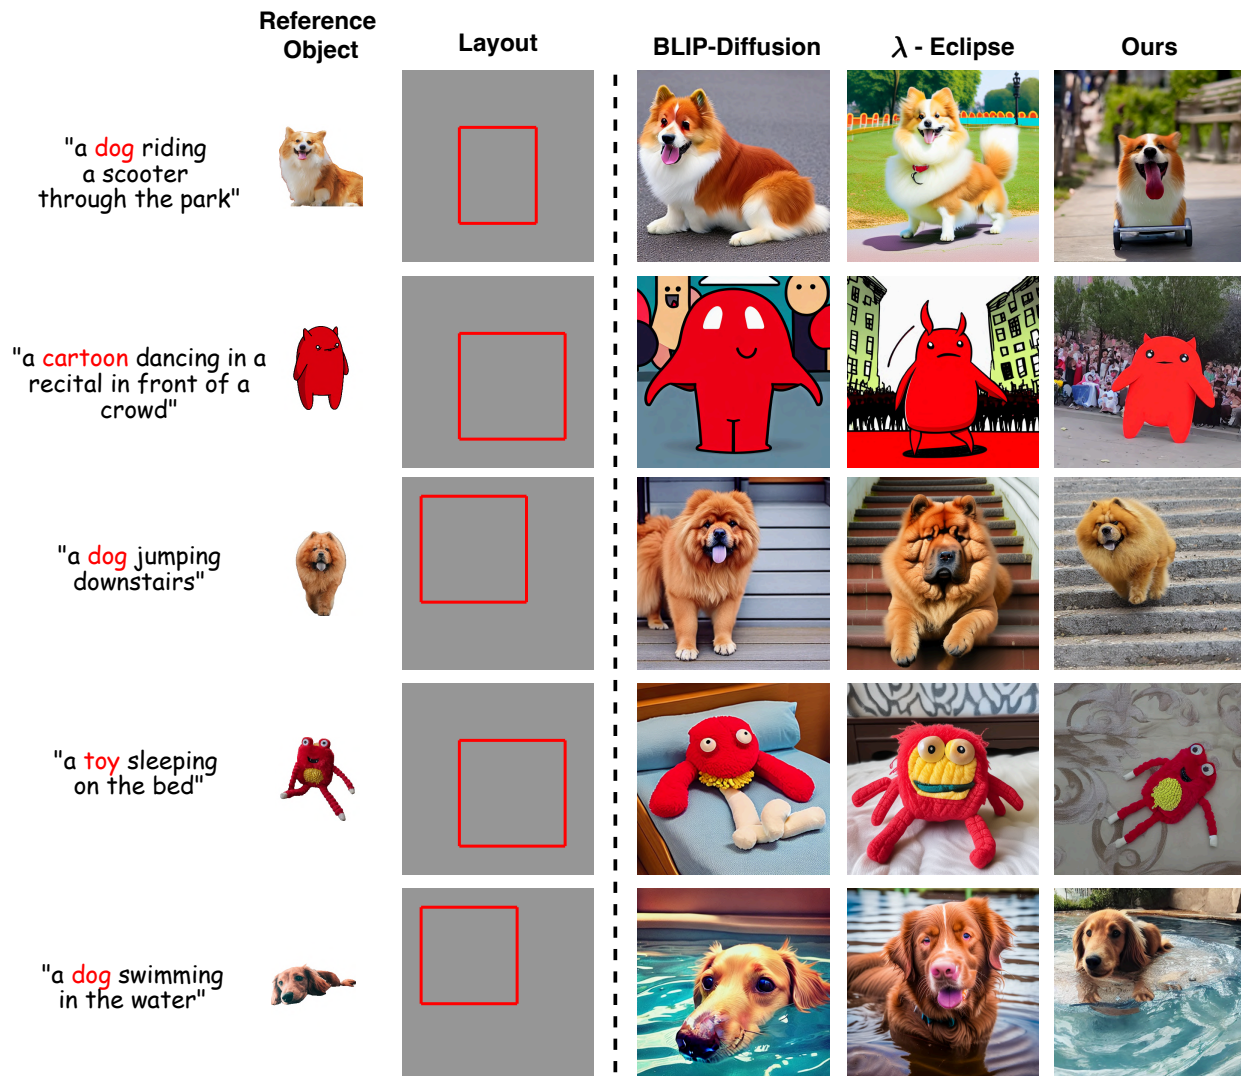 Reference
Object
Layout
BLIP-Diffusion
λ - Eclipse
Ours
"a dog riding
a scooter
through the park"
"a cartoon dancing in a
recital in front of a
crowd"
"a dog jumping
downstairs"
"a toy sleeping
on the bed"
"a dog swimming
in the water"